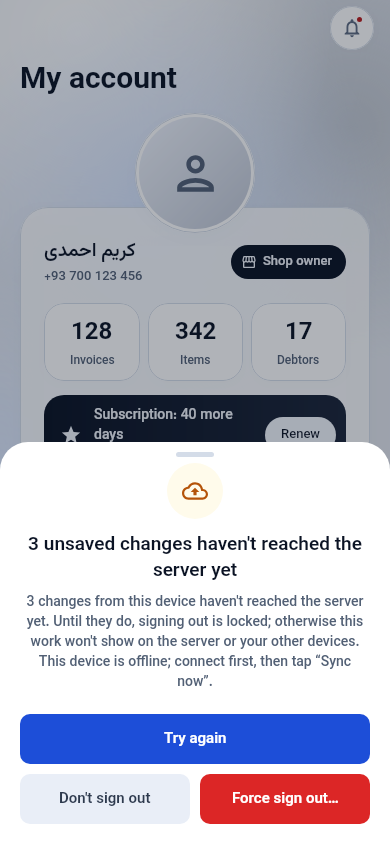 My account
کریم احمدی
+93 700 123 456
Shop owner
128
342
17
Invoices
Items
Debtors
Subscription: 40 more
days
Renew
3 unsaved changes haven't reached the
server yet
3 changes from this device haven't reached the server
yet. Until they do, signing out is locked; otherwise this
work won't show on the server or your other devices.
This device is offline; connect first, then tap “Sync
now”.
Try again
Don't sign out
Force sign out…